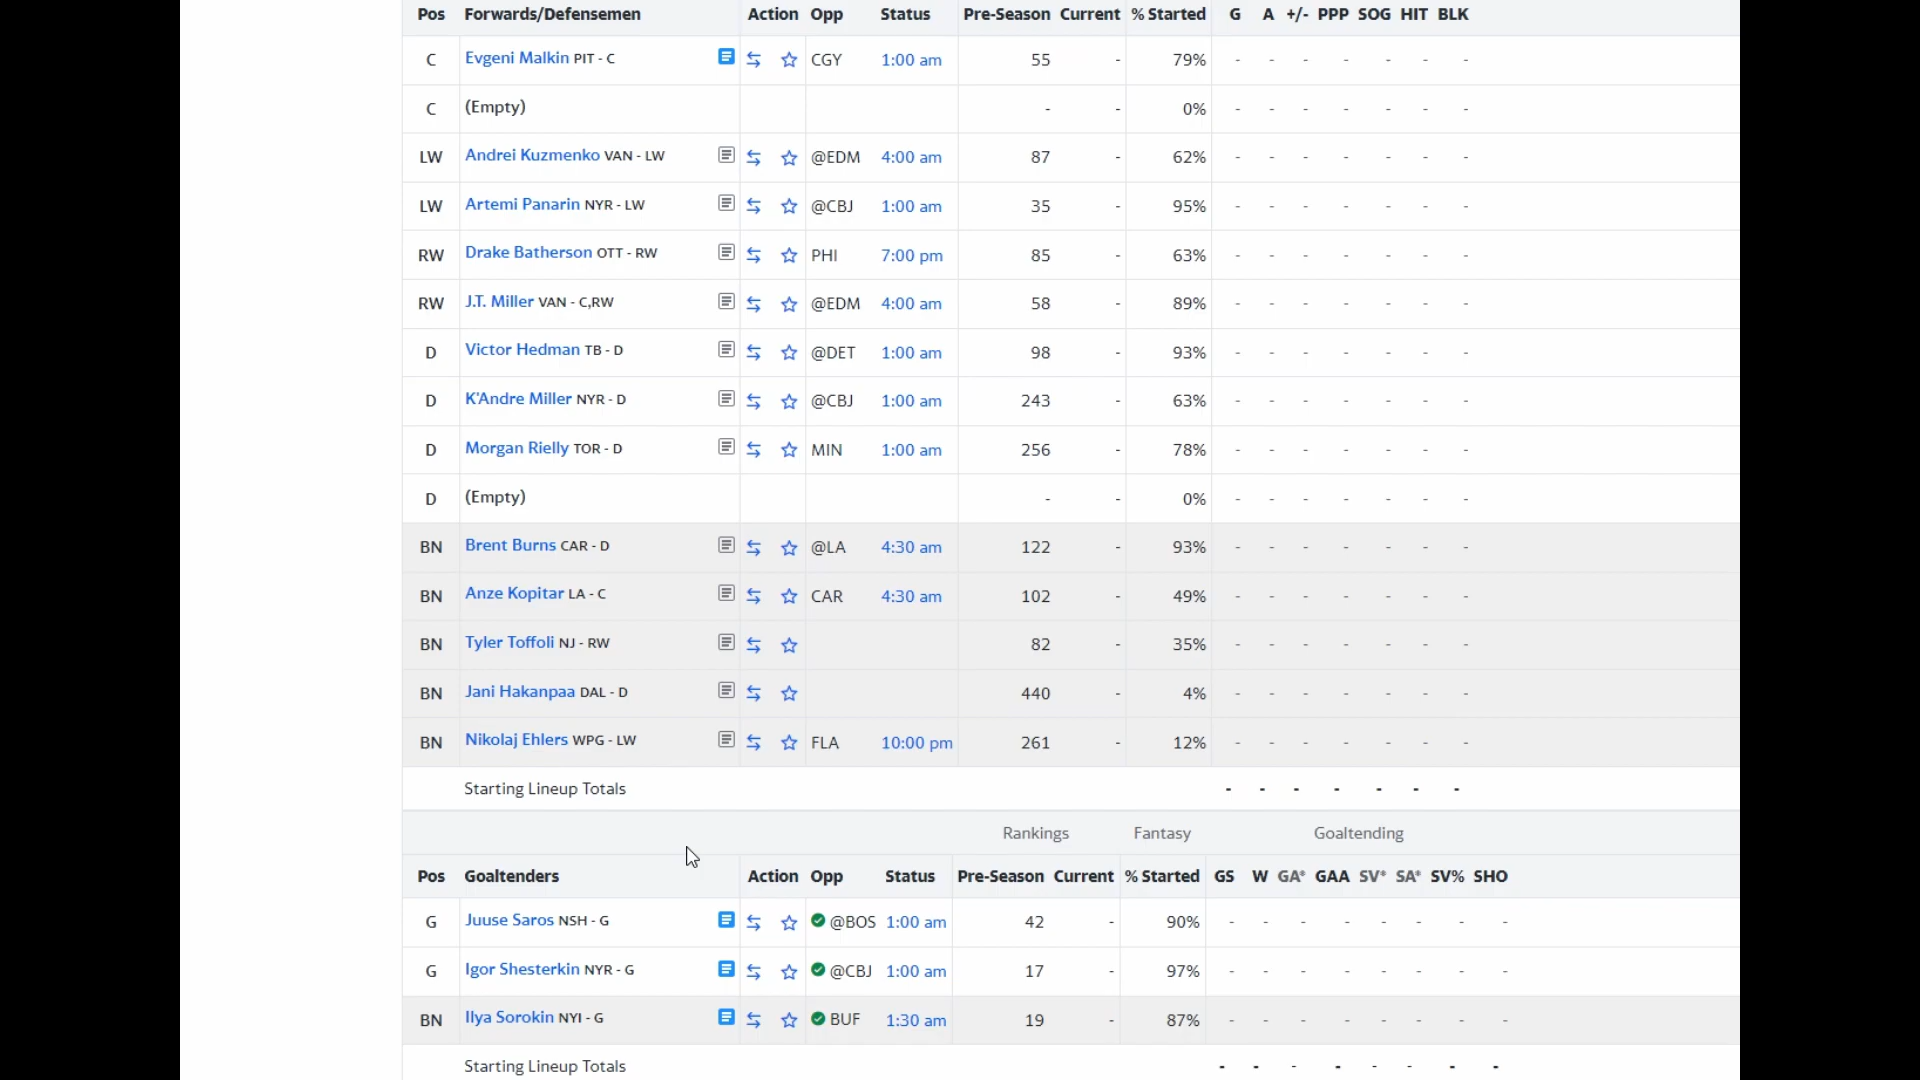 Pos Forwards/Defensemen Action Opp Status Pre-Season Current % Started G A +/- PPP SOG HIT BLK
C Evgeni Malkin PIT - C CGY 1:00 am 55 - 79% - - - - - - -
C (Empty) - - 0% - - - - - - -
LW Andrei Kuzmenko VAN - LW @EDM 4:00 am 87 - 62% - - - - - - -
LW Artemi Panarin NYR - LW @CBJ 1:00 am 35 - 95% - - - - - - -
RW Drake Batherson OTT - RW PHI 7:00 pm 85 - 63% - - - - - - -
RW J.T. Miller VAN - C,RW @EDM 4:00 am 58 - 89% - - - - - - -
D Victor Hedman TB - D @DET 1:00 am 98 - 93% - - - - - - -
D K'Andre Miller NYR - D @CBJ 1:00 am 243 - 63% - - - - - - -
D Morgan Rielly TOR - D MIN 1:00 am 256 - 78% - - - - - - -
D (Empty) - - 0% - - - - - - -
BN Brent Burns CAR - D @LA 4:30 am 122 - 93% - - - - - - -
BN Anze Kopitar LA - C CAR 4:30 am 102 - 49% - - - - - - -
BN Tyler Toffoli NJ - RW 82 - 35% - - - - - - -
BN Jani Hakanpaa DAL - D 440 - 4% - - - - - - -
BN Nikolaj Ehlers WPG - LW FLA 10:00 pm 261 - 12% - - - - - - -
Starting Lineup Totals - - - - - - -
Rankings Fantasy Goaltending
Pos Goaltenders Action Opp Status Pre-Season Current % Started GS W GA* GAA SV* SA* SV% SHO
G Juuse Saros NSH - G @BOS 1:00 am 42 - 90% - - - - - - - -
G Igor Shesterkin NYR - G @CBJ 1:00 am 17 - 97% - - - - - - - -
BN Ilya Sorokin NYI - G BUF 1:30 am 19 - 87% - - - - - - - -
Starting Lineup Totals - - - - - - - -